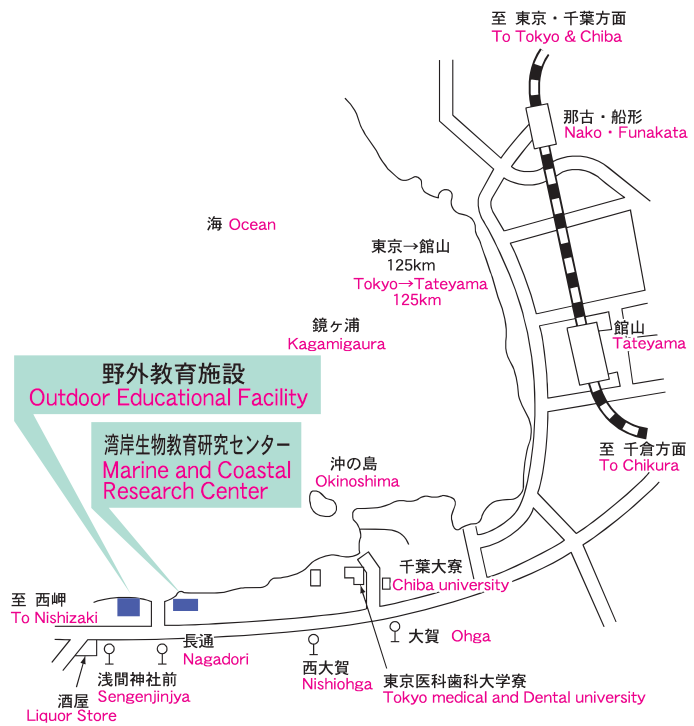 至 東京・千葉方面
To Tokyo & Chiba
那古・船形
Nako・Funakata
海 Ocean
東京→館山
125km
Tokyo→Tateyama
125km
鏡ヶ浦
Kagamigaura
館山
Tateyama
野外教育施設
Outdoor Educational Facility
湾岸生物教育研究センター
Marine and Coastal
Research Center
至 千倉方面
To Chikura
沖の島
Okinoshima
千葉大寮
Chiba university
至 西岬
To Nishizaki
大賀 Ohga
長通
Nagadori
西大賀
Nishiohga
東京医科歯科大学寮
Tokyo medical and Dental university
浅間神社前
Sengenjinjya
酒屋
Liquor Store